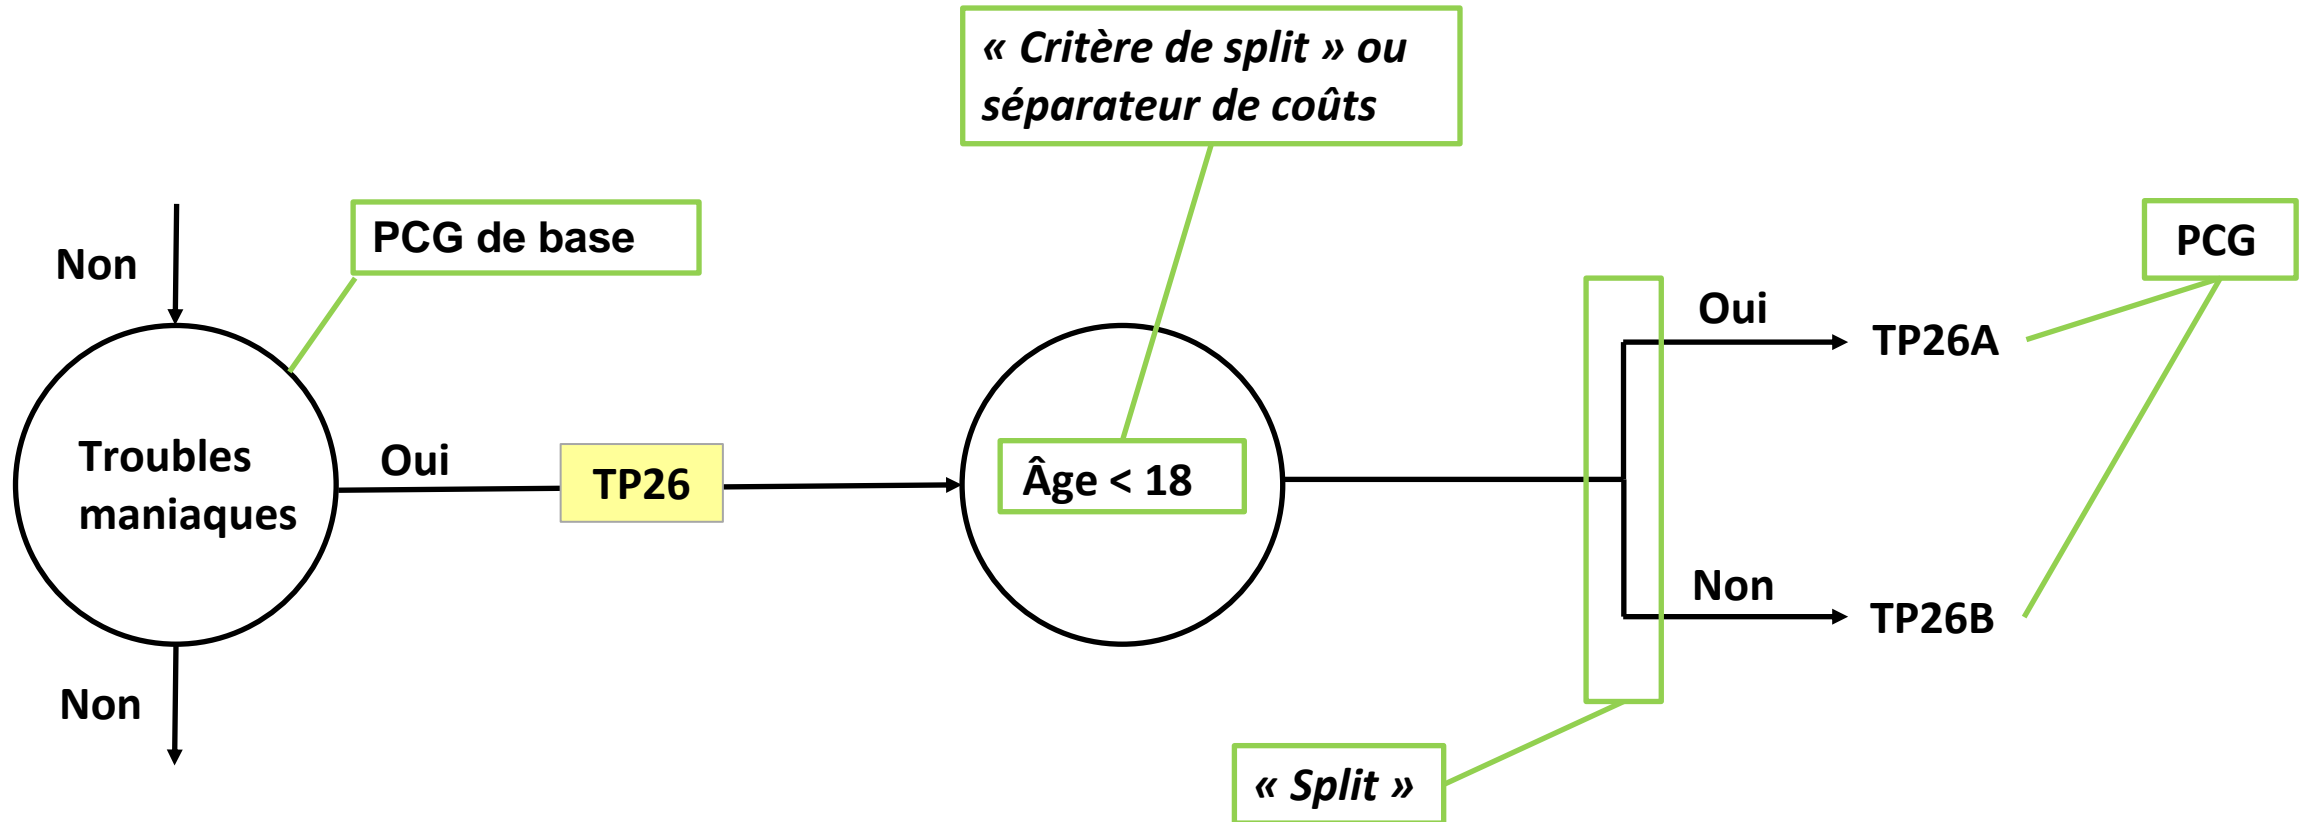 « Critère de split » ou
séparateur de coûts
Non
PCG de base
PCG
Oui
TP26A
Troubles
maniaques
Oui
TP26
Âge < 18
Non
TP26B
Non
« Split »